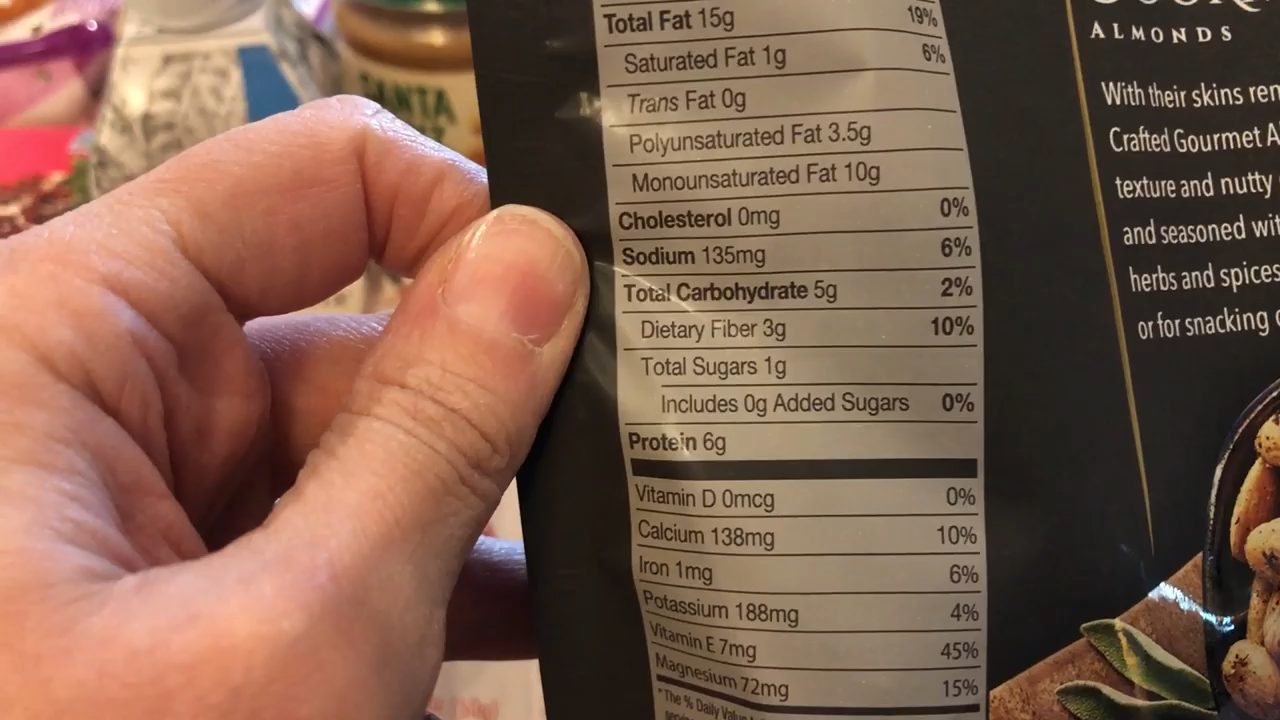 Total Fat 15g 19%
Saturated Fat 1g 6%
Trans Fat 0g
Polyunsaturated Fat 3.5g
Monounsaturated Fat 10g
Cholesterol 0mg 0%
Sodium 135mg 6%
Total Carbohydrate 5g 2%
Dietary Fiber 3g 10%
Total Sugars 1g
Includes 0g Added Sugars 0%
Protein 6g
Vitamin D 0mcg 0%
Calcium 138mg 10%
Iron 1mg 6%
Potassium 188mg 4%
Vitamin E 7mg 45%
Magnesium 72mg 15%
*The % Daily Value
ALMONDS
With their skins
Crafted Gourmet
texture and nutty
and seasoned
herbs and spices
or for snacking